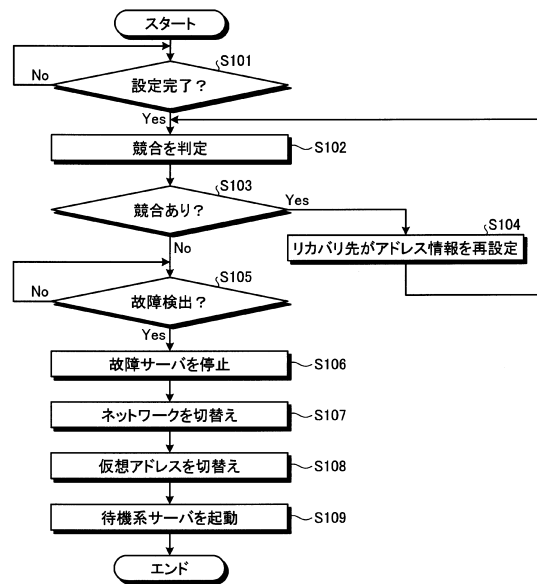 スタート
S101
設定完了？
No
Yes
競合を判定
S102
S103
競合あり？
Yes
No
S104
リカバリ先がアドレス情報を再設定
S105
故障検出？
No
Yes
故障サーバを停止
S106
ネットワークを切替え
S107
仮想アドレスを切替え
S108
待機系サーバを起動
S109
エンド